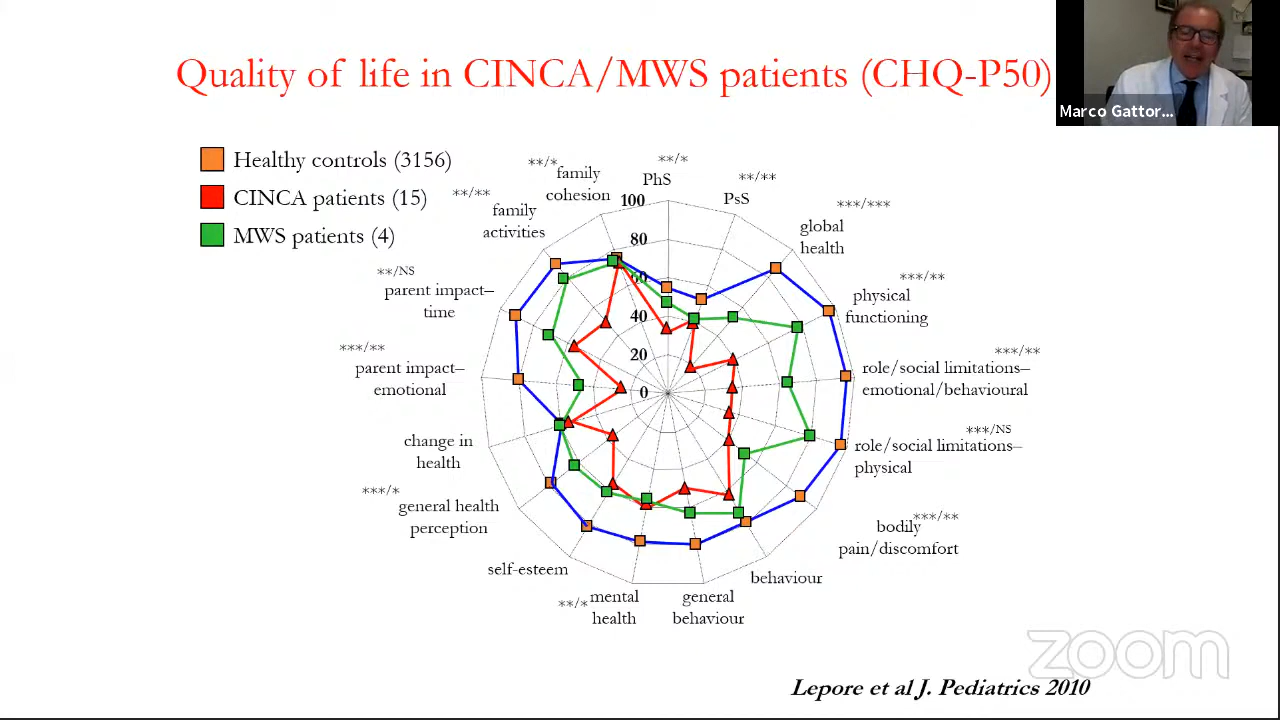 Quality of life in CINCA/MWS patients (CHQ-P50)
Marco Gattor...
Healthy controls (3156)
CINCA patients (15)
MWS patients (4)
**/*
PhS
**/**
PsS
***/***
global
health
***/**
physical
functioning
***/**
role/social limitations–
emotional/behavioural
***/NS
role/social limitations–
physical
***/**
bodily
pain/discomfort
behaviour
general
behaviour
**/*
mental
health
self-esteem
***/*
general health
perception
change in
health
***/**
parent impact–
emotional
**/NS
parent impact–
time
**/**
family
activities
**/*
family
cohesion
100
80
60
40
20
0
zoom
Lepore et al J. Pediatrics 2010